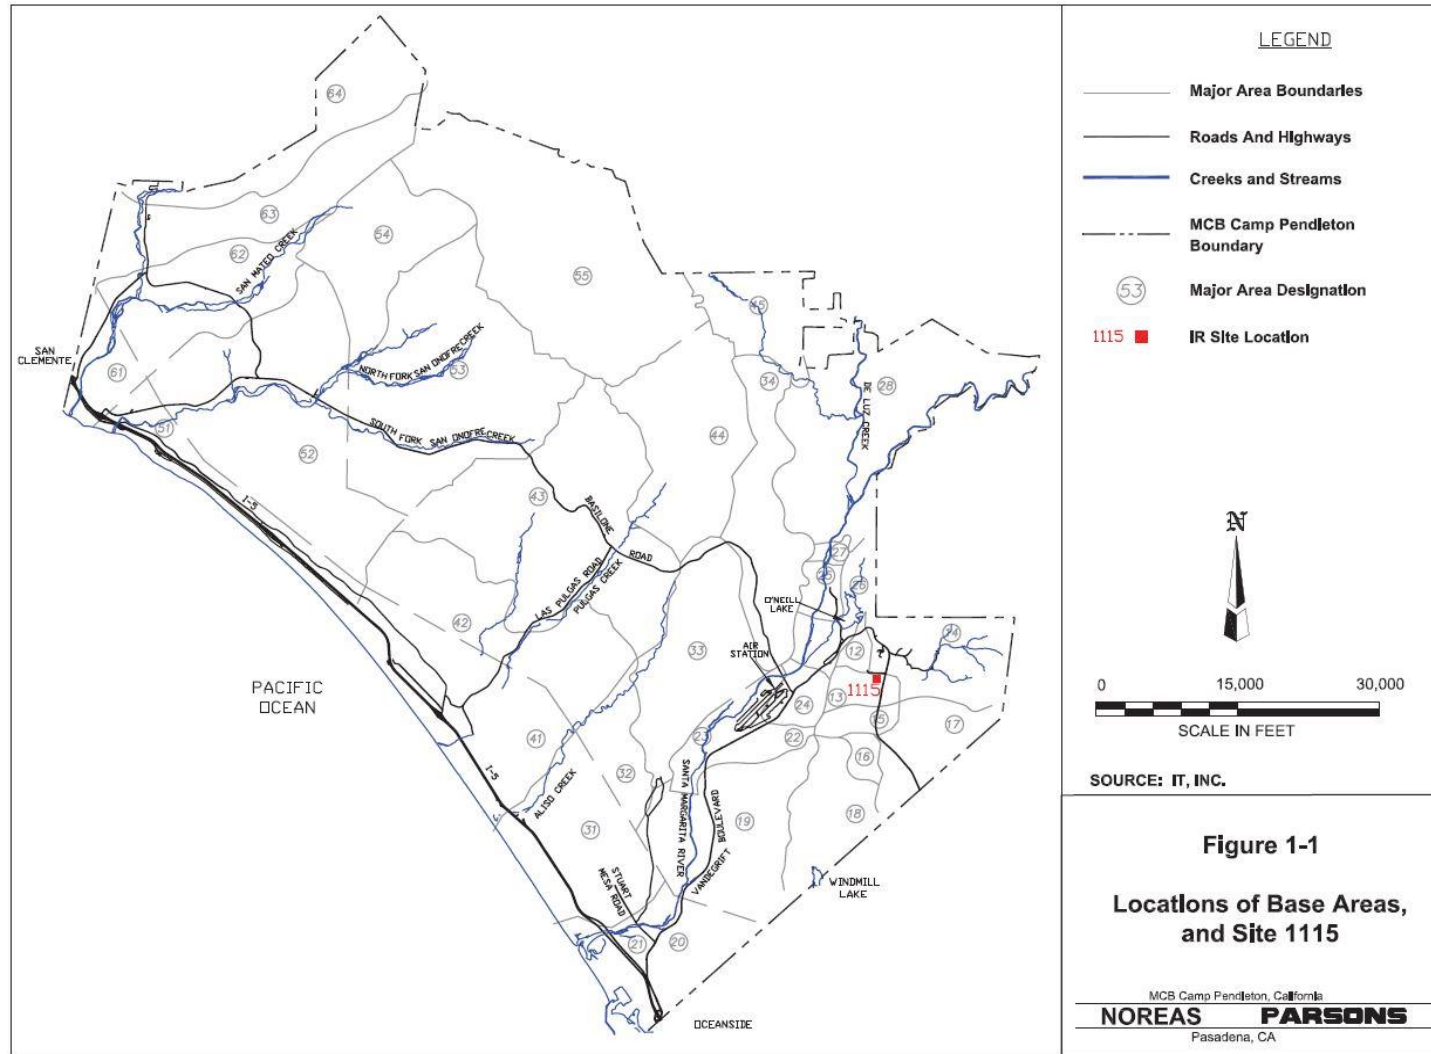 64
63
62
54
55
SAN MATEO CREEK
45
SAN
CLEMENTE
61
NORTH FORK SAN ONOFRE CREEK
53
34
28
DE LUZ CREEK
51
SOUTH FORK SAN ONOFRE CREEK
44
52
I-5
43
BASILONE
ROAD
27
25
26
LAS PULGAS ROAD
PULGAS CREEK
O'NEILL
LAKE
42
33
AIR
STATION
12
14
1115
PACIFIC
OCEAN
13
24
15
17
41
23
22
16
I-5
ALISO CREEK
32
SANTA MARGARITA RIVER
BOULEVARD
VANDEGRIFT
19
18
31
STUART
MESA ROAD
WINDMILL
LAKE
21
20
OCEANSIDE
LEGEND
Major Area Boundaries
Roads And Highways
Creeks and Streams
MCB Camp Pendleton
Boundary
53
Major Area Designation
1115
IR Site Location
N
0
15,000
30,000
SCALE IN FEET
SOURCE: IT, INC.
Figure 1-1
Locations of Base Areas,
and Site 1115
MCB Camp Pendleton, California
NOREAS PARSONS
Pasadena, CA